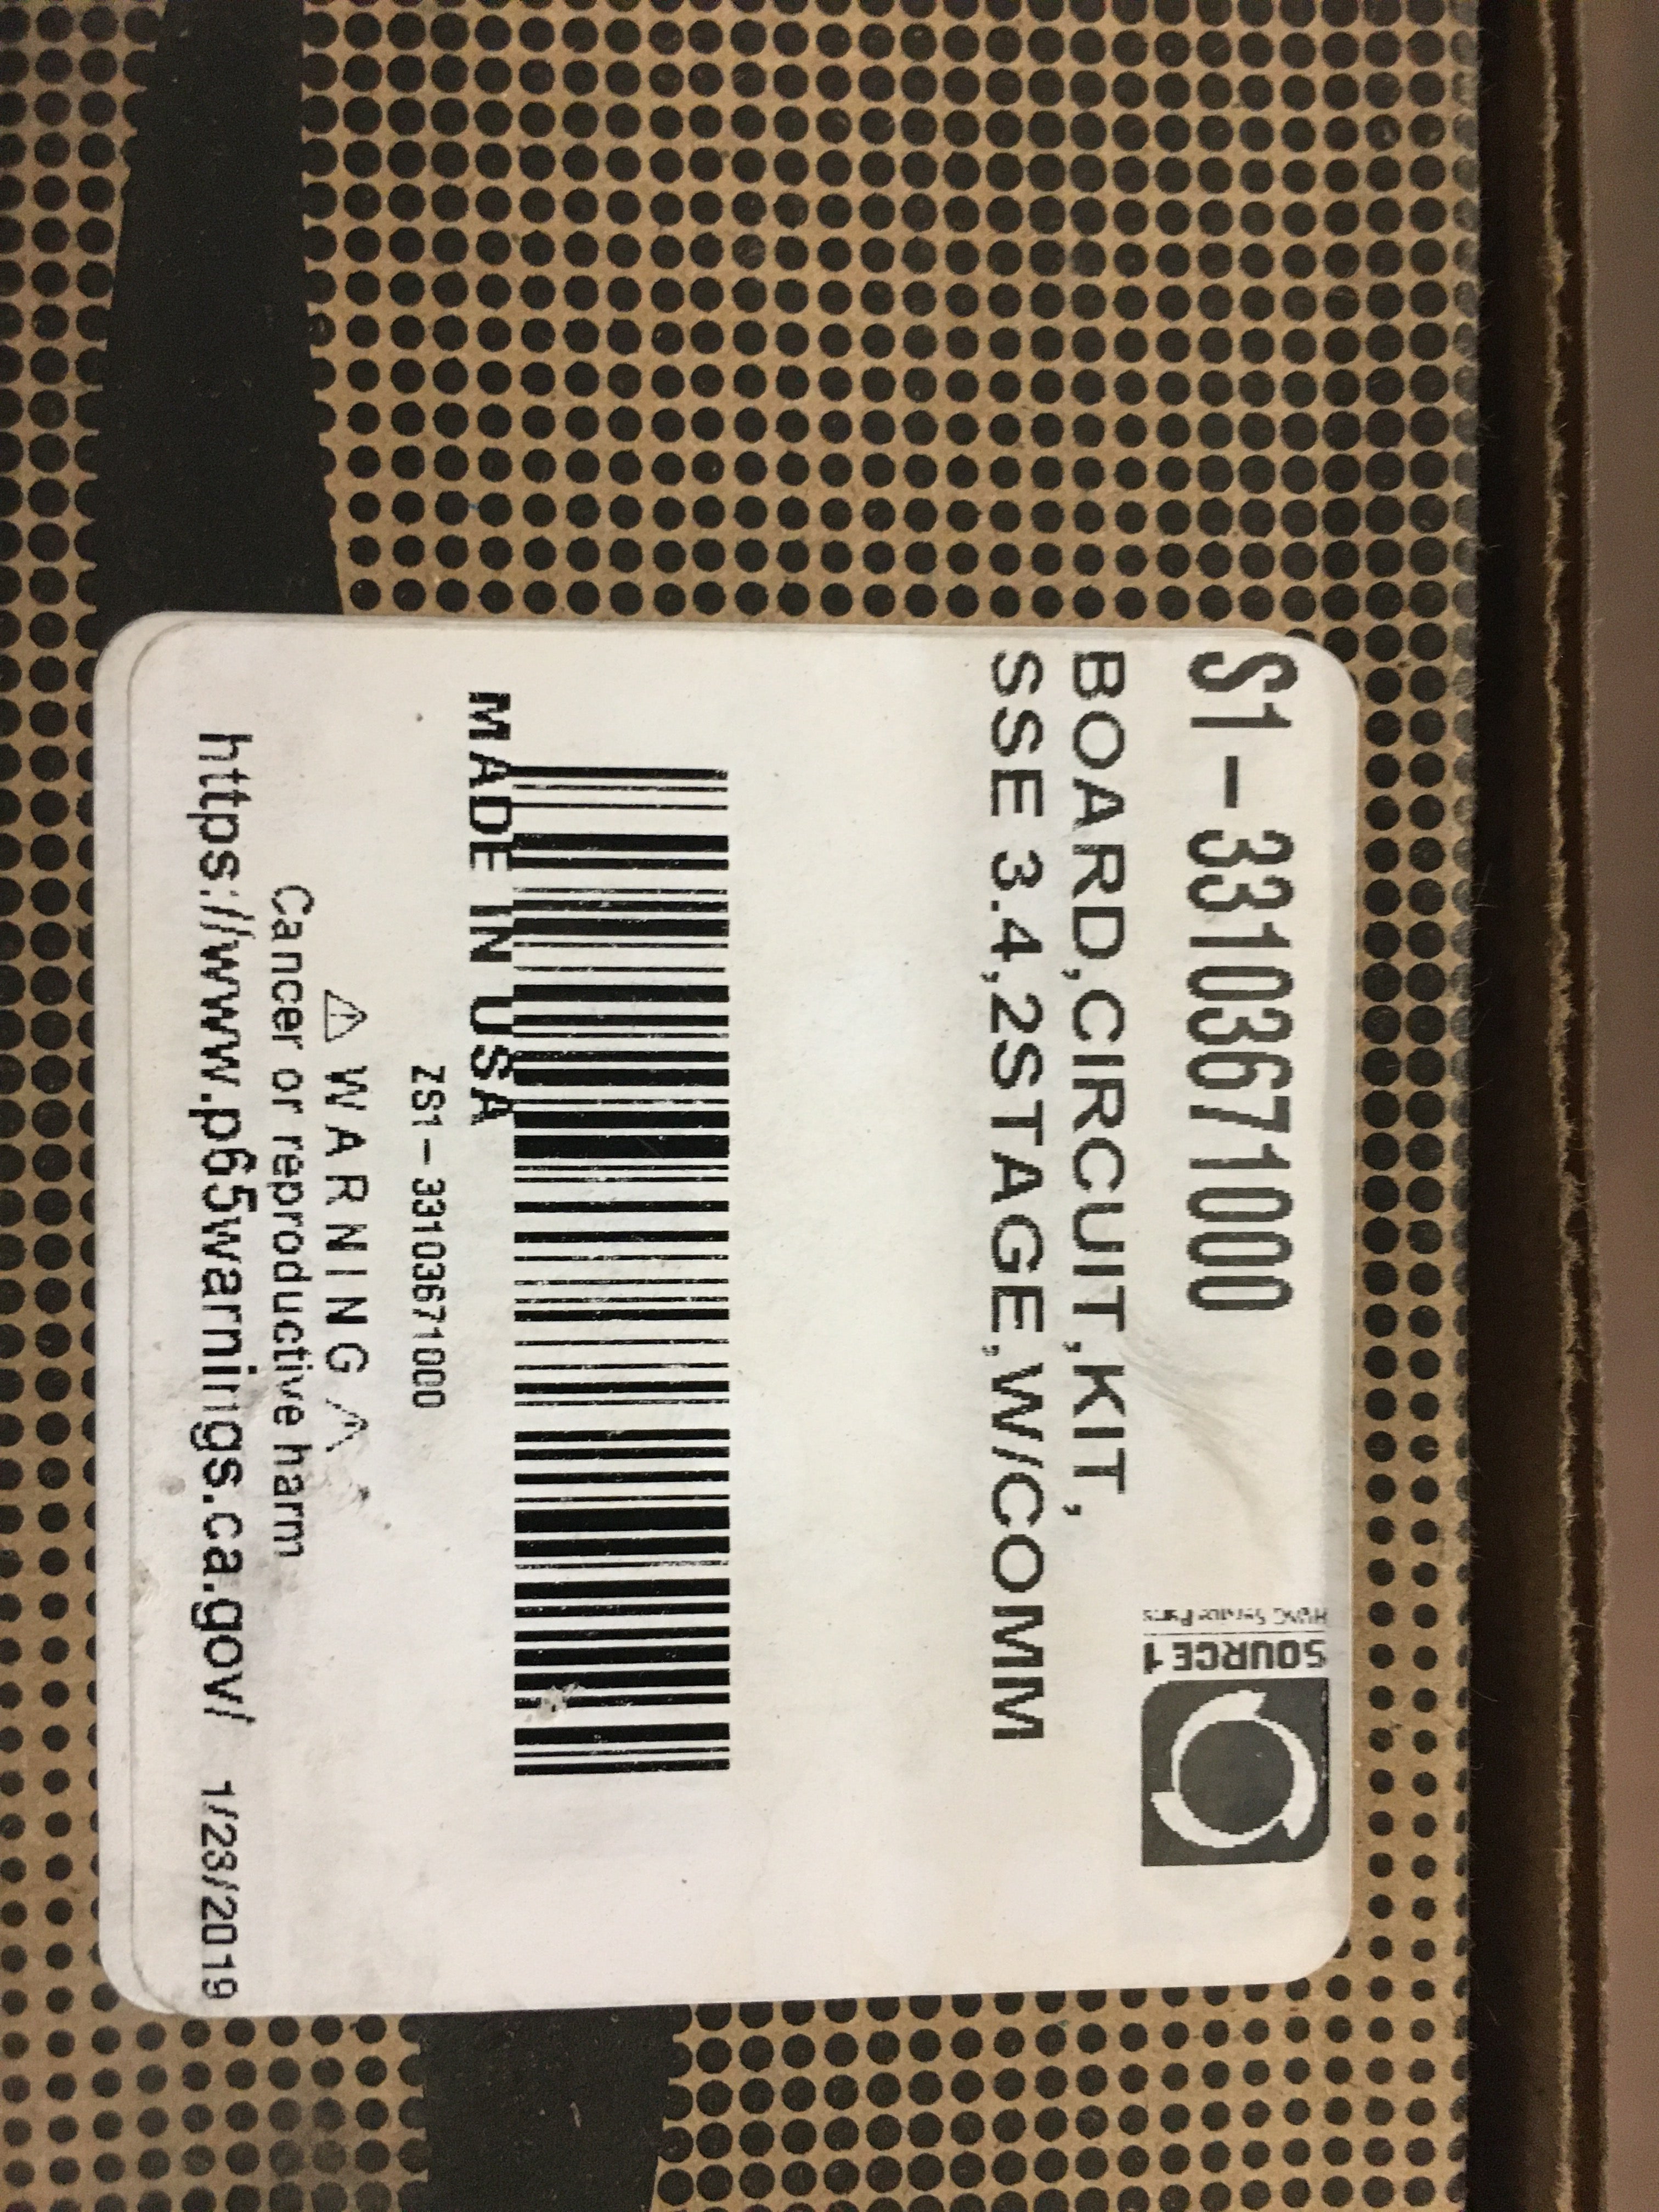 S1-33103671000
BOARD,CIRCUIT,KIT,
SSE 3.4,2STAGE,W/COMM
SOURCE 1
HVAC Service Parts
MADE IN USA
ZS1-33103671000
⚠ WARNING ⚠
Cancer or reproductive harm
https://www.p65warnings.ca.gov/ 1/23/2019